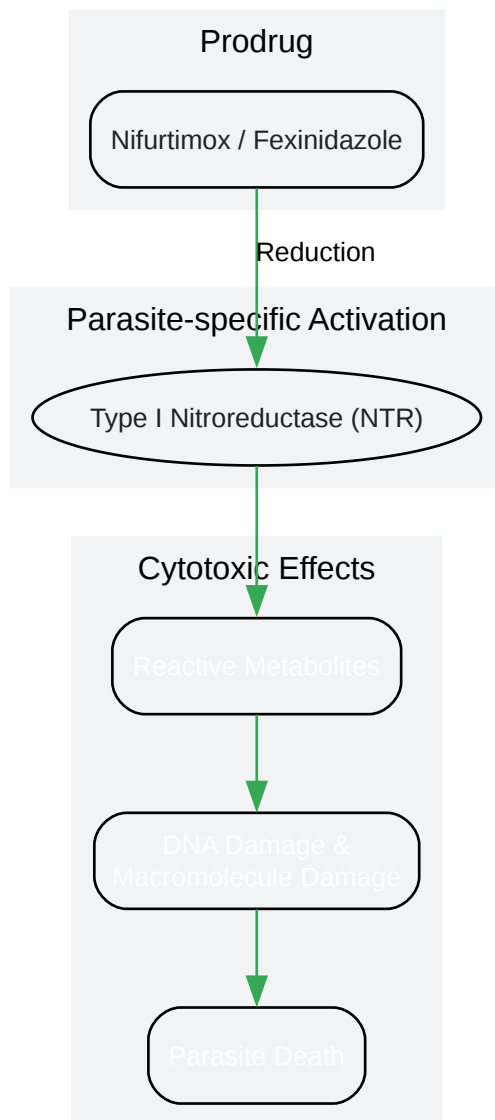 Prodrug
Nifurtimox / Fexinidazole
Reduction
Parasite-specific Activation
Type I Nitroreductase (NTR)
Cytotoxic Effects
Reactive Metabolites
DNA Damage &
Macromolecule Damage
Parasite Death